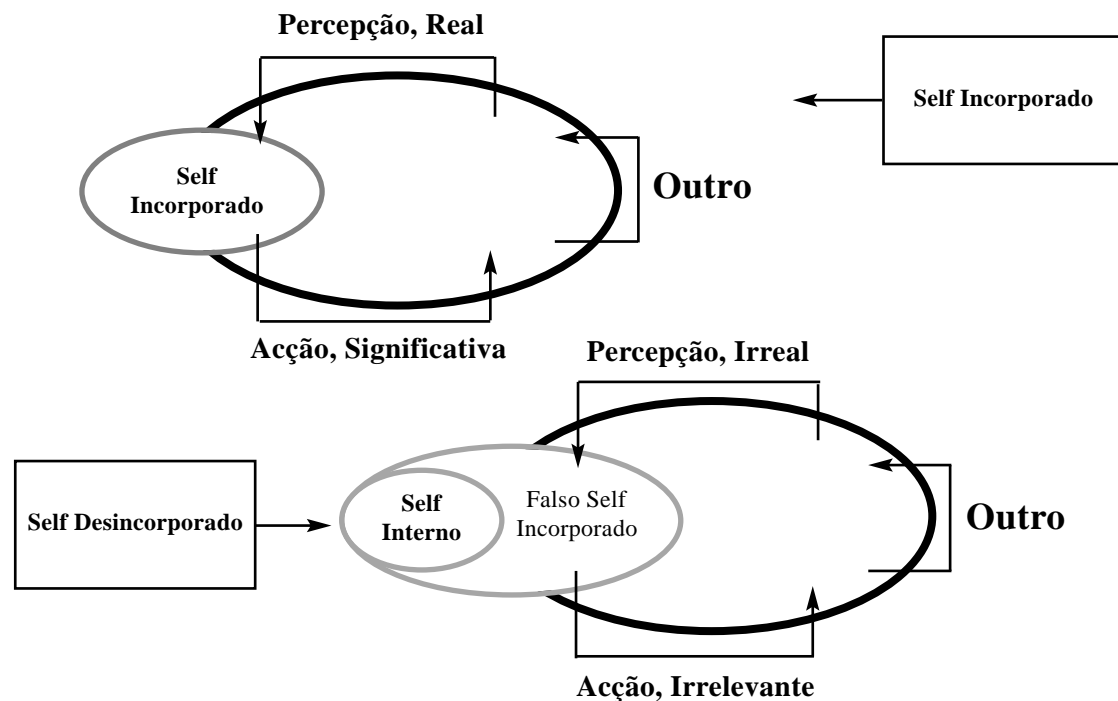 Percepção, Real
Self Incorporado
Self
Incorporado
Outro
Acção, Significativa
Percepção, Irreal
Self Desincorporado
Self
Interno
Falso Self
Incorporado
Outro
Acção, Irrelevante